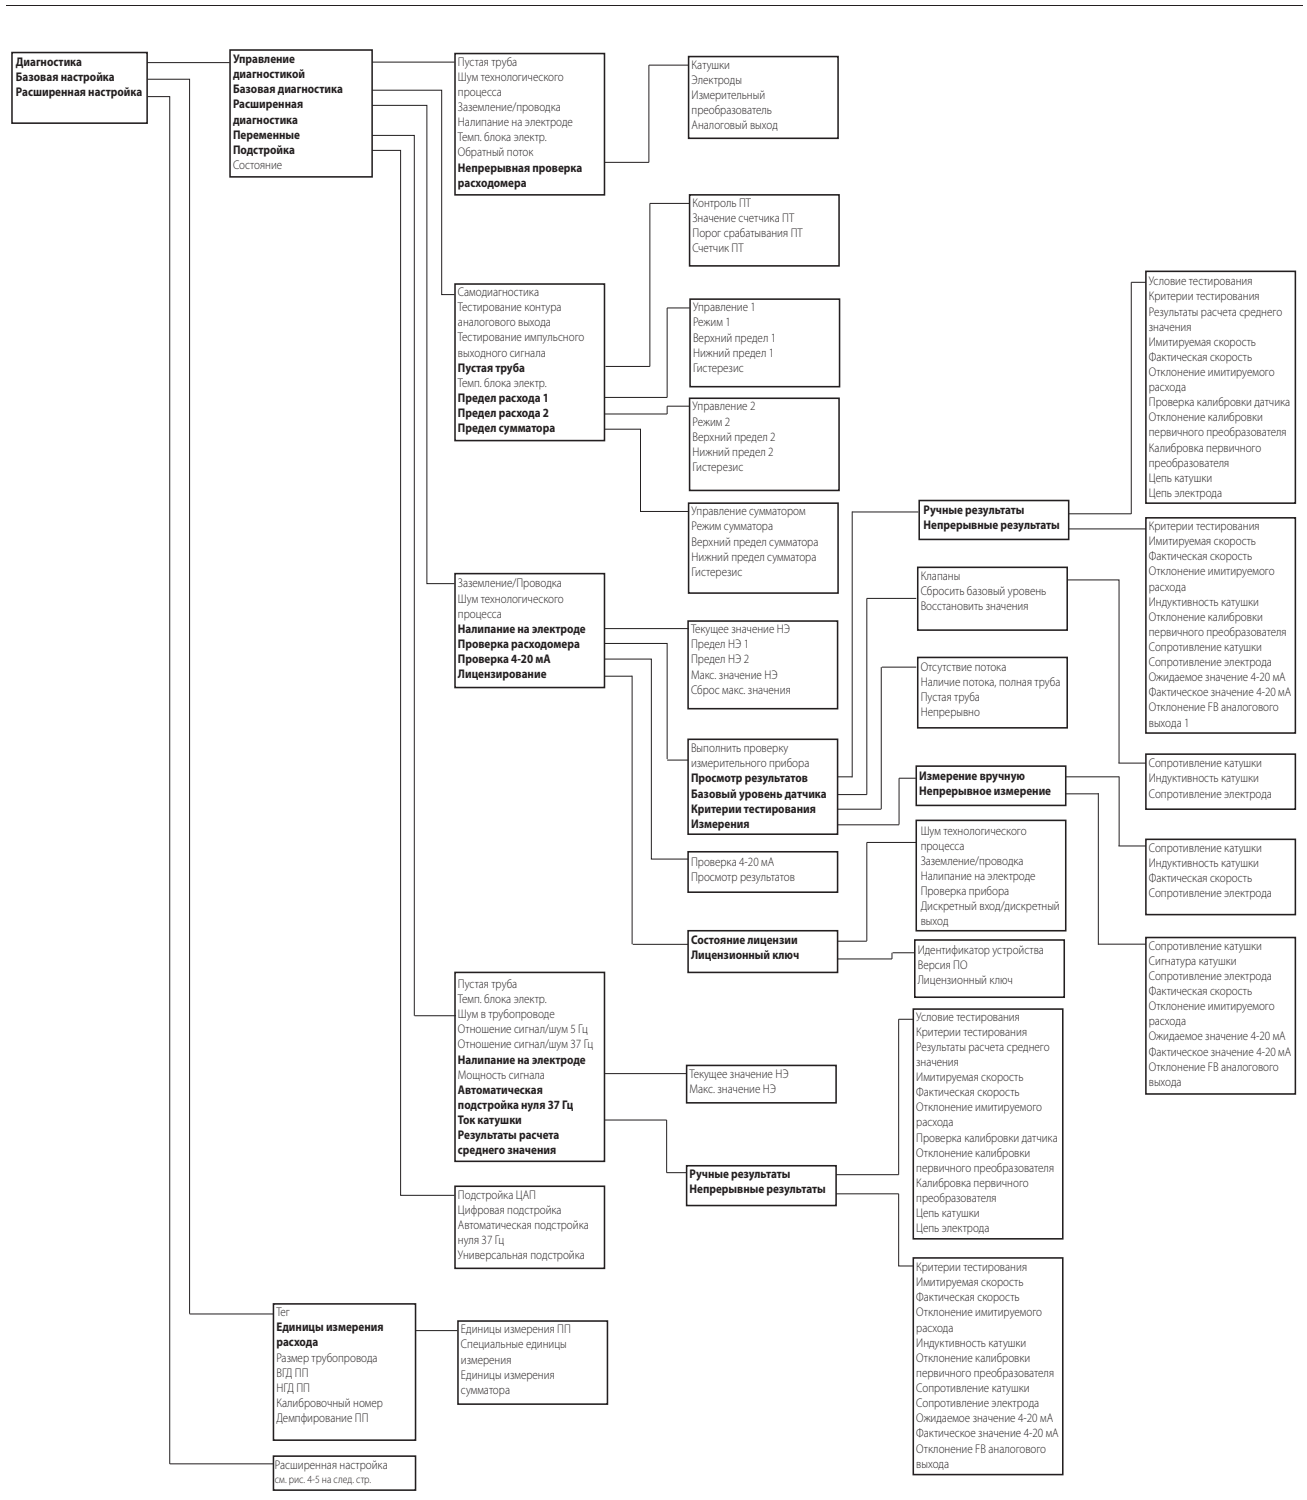 Диагностика
Базовая настройка
Расширенная настройка
Управление
диагностикой
Базовая диагностика
Расширенная
диагностика
Переменные
Подстройка
Состояние
Пустая труба
Шум технологического
процесса
Заземление/проводка
Налипание на электроде
Темп. блока электр.
Обратный поток
Непрерывная проверка
расходомера
Катушки
Электроды
Измерительный
преобразователь
Аналоговый выход
Самодиагностика
Тестирование контура
аналогового выхода
Тестирование импульсного
выходного сигнала
Пустая труба
Темп. блока электр.
Предел расхода 1
Предел расхода 2
Предел сумматора
Контроль ПТ
Значение счетчика ПТ
Порог срабатывания ПТ
Счетчик ПТ
Управление 1
Режим 1
Верхний предел 1
Нижний предел 1
Гистерезис
Управление 2
Режим 2
Верхний предел 2
Нижний предел 2
Гистерезис
Управление сумматором
Режим сумматора
Верхний предел сумматора
Нижний предел сумматора
Гистерезис
Заземление/Проводка
Шум технологического
процесса
Налипание на электроде
Проверка расходомера
Проверка 4-20 мА
Лицензирование
Текущее значение НЭ
Предел НЭ 1
Предел НЭ 2
Макс. значение НЭ
Сброс макс. значения
Выполнить проверку
измерительного прибора
Просмотр результатов
Базовый уровень датчика
Критерии тестирования
Измерения
Проверка 4-20 мА
Просмотр результатов
Состояние лицензии
Лицензионный ключ
Ручные результаты
Непрерывные результаты
Клапаны
Сбросить базовый уровень
Восстановить значения
Отсутствие потока
Наличие потока, полная труба
Пустая труба
Непрерывно
Измерение вручную
Непрерывное измерение
Шум технологического
процесса
Заземление/проводка
Налипание на электроде
Проверка прибора
Дискретный вход/дискретный
выход
Идентификатор устройства
Версия ПО
Лицензионный ключ
Условие тестирования
Критерии тестирования
Результаты расчета среднего
значения
Имитируемая скорость
Фактическая скорость
Отклонение имитируемого
расхода
Проверка калибровки датчика
Отклонение калибровки
первичного преобразователя
Калибровка первичного
преобразователя
Цепь катушки
Цепь электрода
Критерии тестирования
Имитируемая скорость
Фактическая скорость
Отклонение имитируемого
расхода
Индуктивность катушки
Отклонение калибровки
первичного преобразователя
Сопротивление катушки
Сопротивление электрода
Ожидаемое значение 4-20 мА
Фактическое значение 4-20 мА
Отклонение FB аналогового
выхода 1
Сопротивление катушки
Индуктивность катушки
Сопротивление электрода
Сопротивление катушки
Индуктивность катушки
Фактическая скорость
Сопротивление электрода
Сопротивление катушки
Сигнатура катушки
Сопротивление электрода
Фактическая скорость
Отклонение имитируемого
расхода
Ожидаемое значение 4-20 мА
Фактическое значение 4-20 мА
Отклонение FB аналогового
выхода
Пустая труба
Темп. блока электр.
Шум в трубопроводе
Отношение сигнал/шум 5 Гц
Отношение сигнал/шум 37 Гц
Налипание на электроде
Мощность сигнала
Автоматическая
подстройка нуля 37 Гц
Ток катушки
Результаты расчета
среднего значения
Текущее значение НЭ
Макс. значение НЭ
Ручные результаты
Непрерывные результаты
Условие тестирования
Критерии тестирования
Результаты расчета среднего
значения
Имитируемая скорость
Фактическая скорость
Отклонение имитируемого
расхода
Проверка калибровки датчика
Отклонение калибровки
первичного преобразователя
Калибровка первичного
преобразователя
Цепь катушки
Цепь электрода
Критерии тестирования
Имитируемая скорость
Фактическая скорость
Отклонение имитируемого
расхода
Индуктивность катушки
Отклонение калибровки
первичного преобразователя
Сопротивление катушки
Сопротивление электрода
Ожидаемое значение 4-20 мА
Фактическое значение 4-20 мА
Отклонение FB аналогового
выхода
Подстройка ЦАП
Цифровая подстройка
Автоматическая подстройка
нуля 37 Гц
Универсальная подстройка
Тег
Единицы измерения
расхода
Размер трубопровода
ВГД ПП
НГД ПП
Калибровочный номер
Демпфирование ПП
Единицы измерения ПП
Специальные единицы
измерения
Единицы измерения
сумматора
Расширенная настройка
см. рис. 4-5 на след. стр.